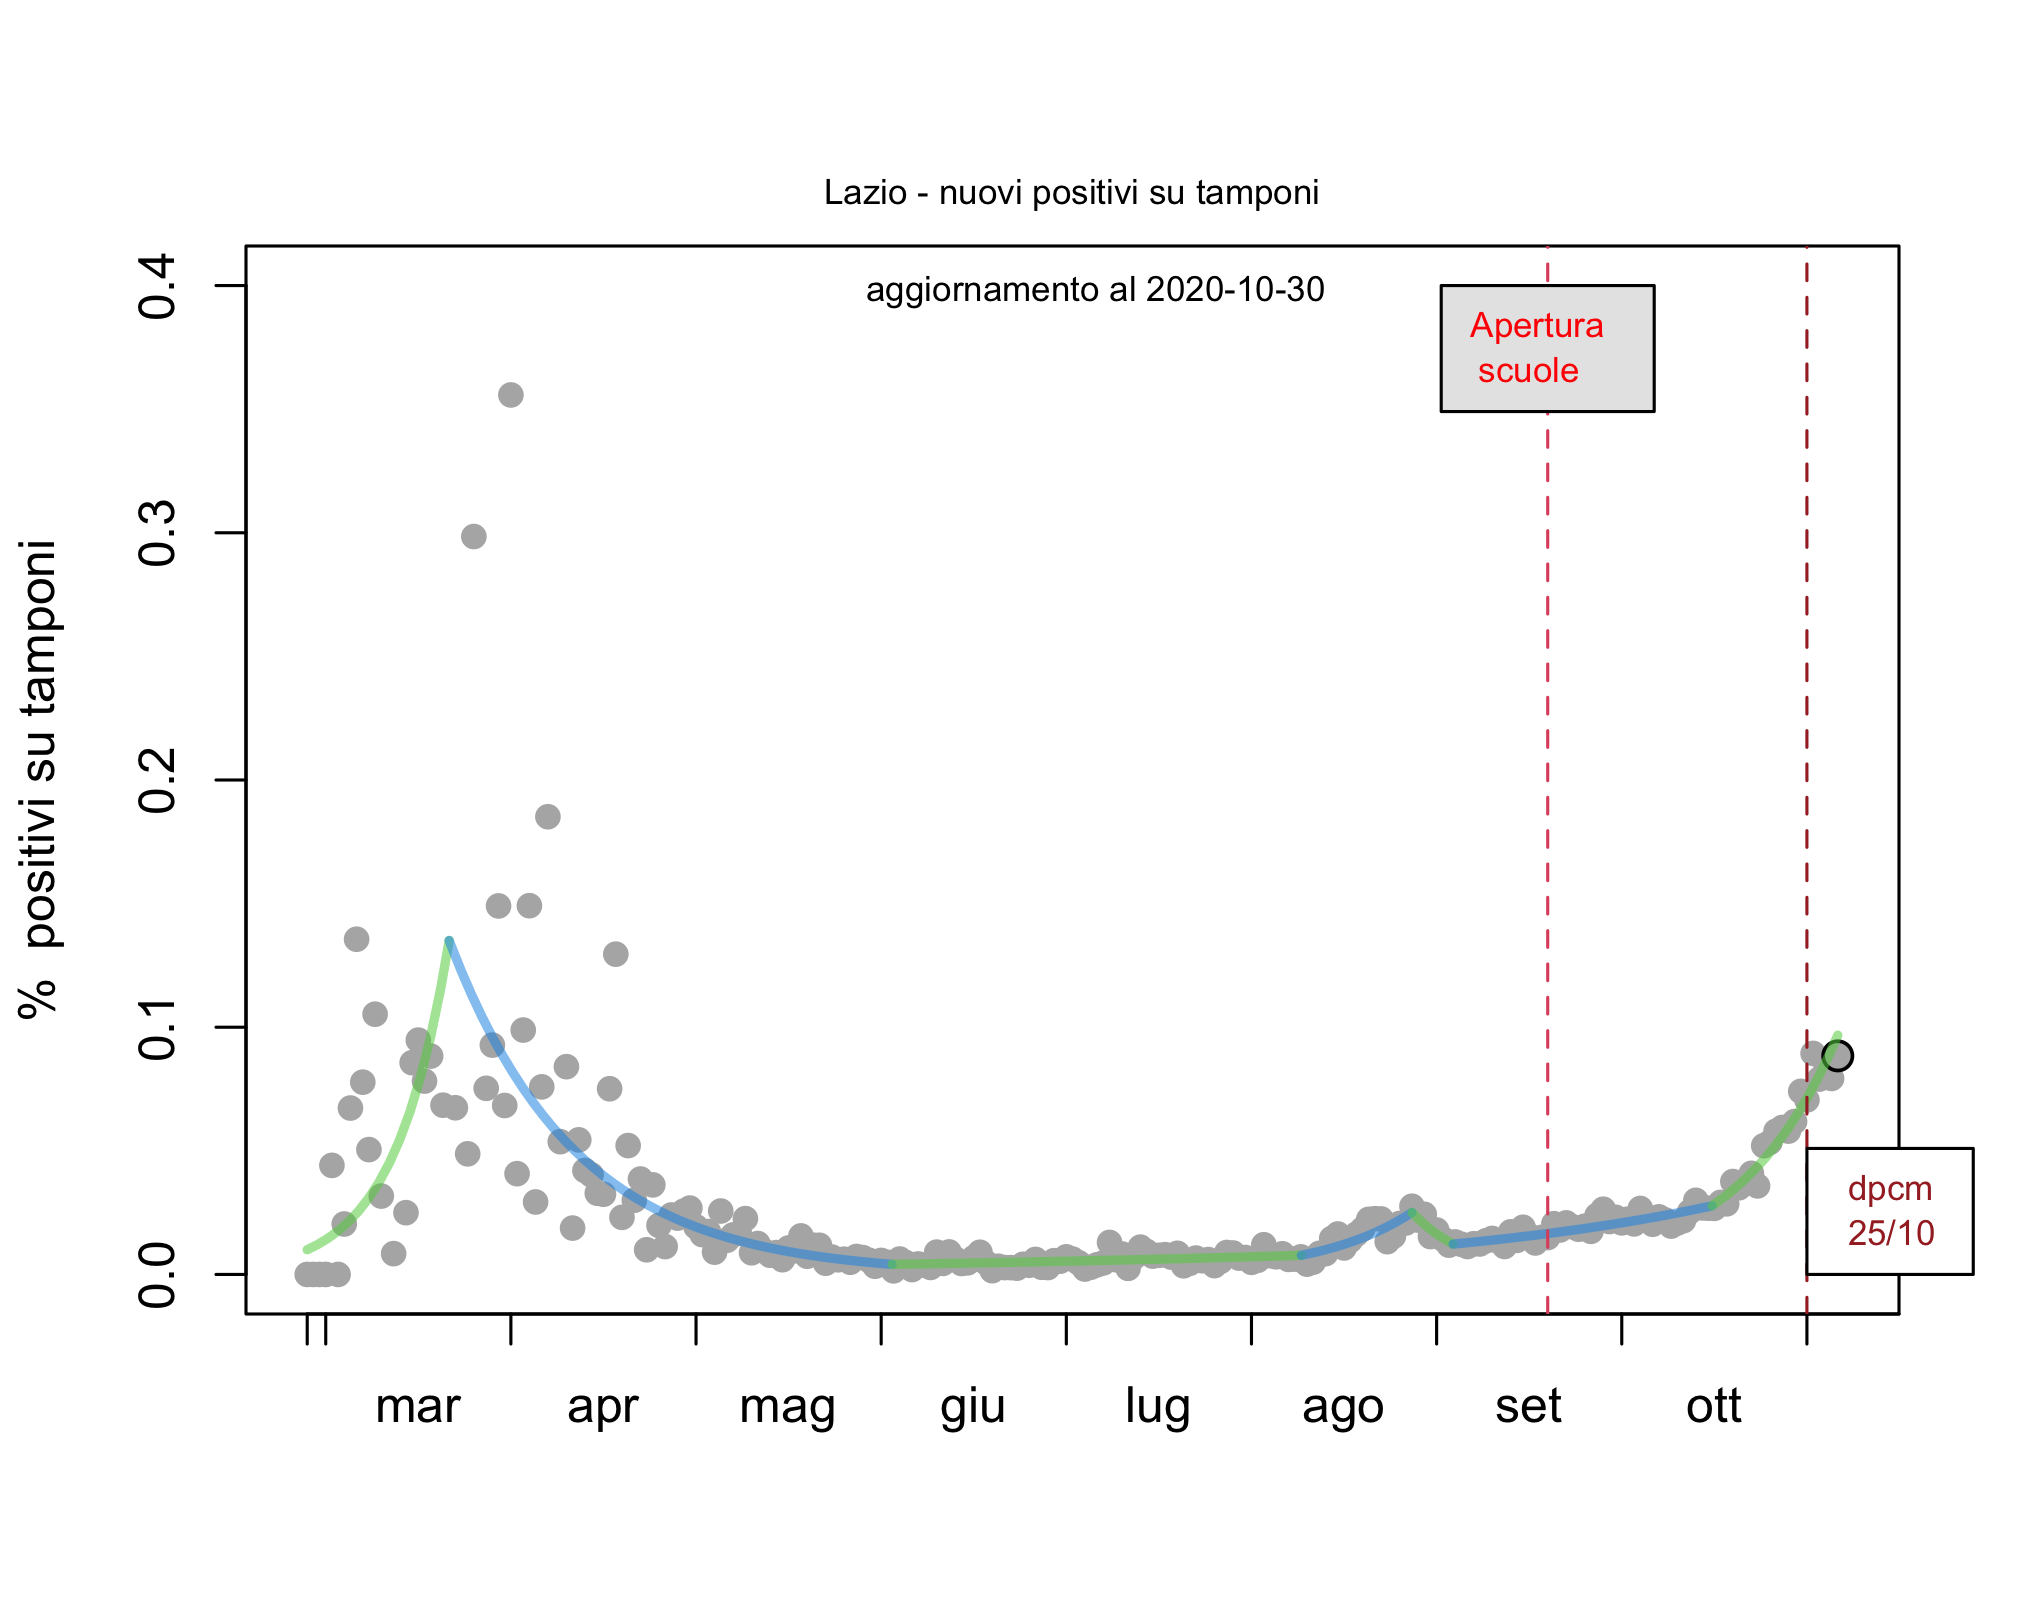 Lazio - nuovi positivi su tamponi
aggiornamento al 2020-10-30
Apertura
scuole
% positivi su tamponi
0.4
0.3
0.2
0.1
0.0
dpcm
25/10
mar apr mag giu lug ago set ott